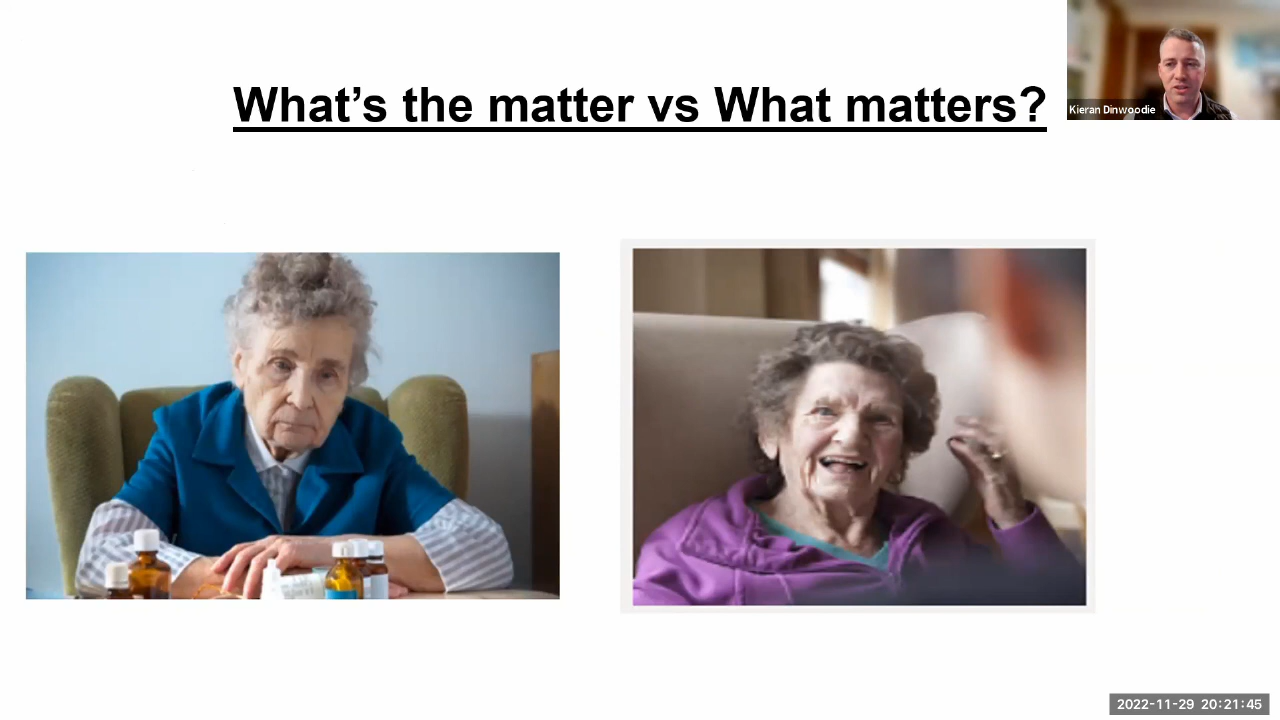 What’s the matter vs What matters?
Kieran Dinwoodie
2022-11-29 20:21:45